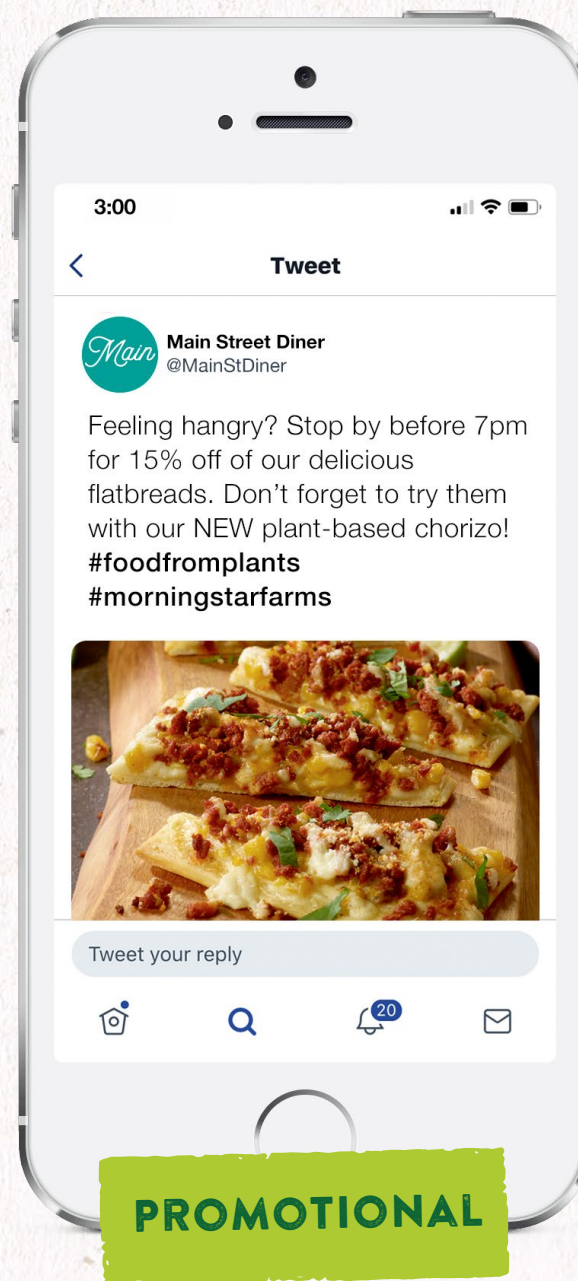 3:00
Tweet
Main
Main Street Diner
@MainStDiner
Feeling hangry? Stop by before 7pm
for 15% off of our delicious
flatbreads. Don’t forget to try them
with our NEW plant-based chorizo!
#foodfromplants
#morningstarfarms
Tweet your reply
20
PROMOTIONAL